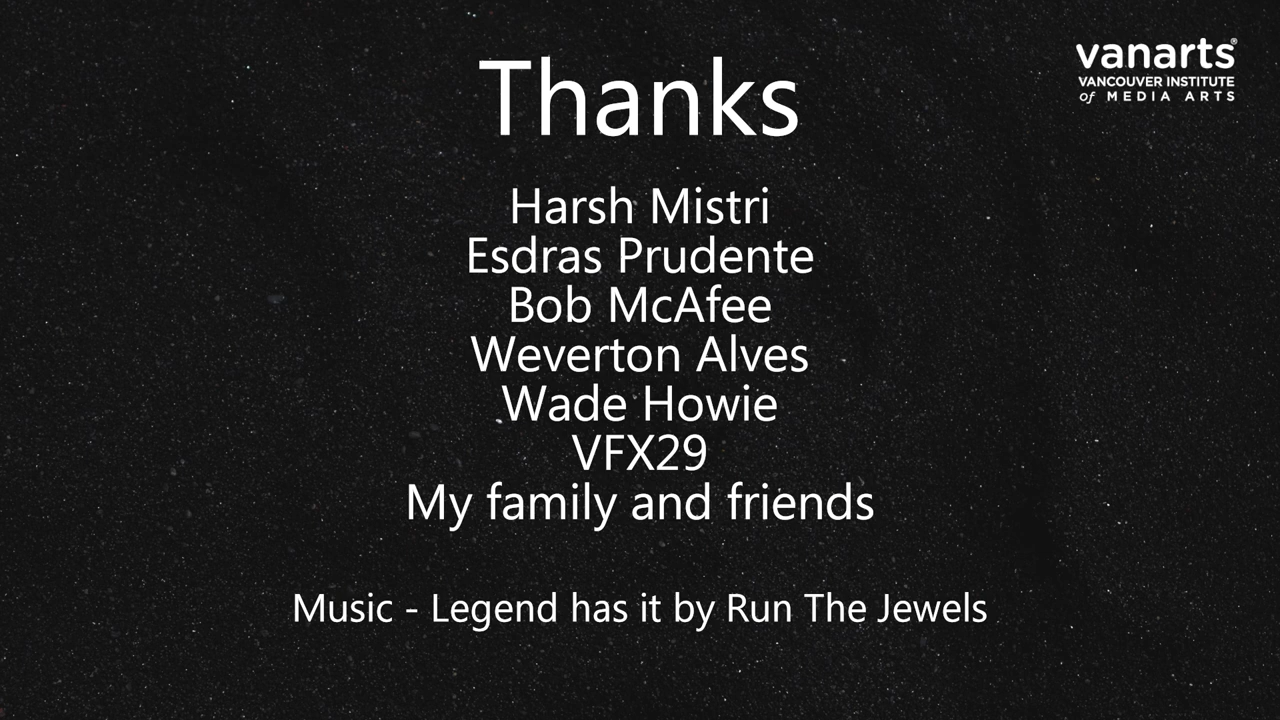 Thanks
vanarts®
VANCOUVER INSTITUTE
of MEDIA ARTS
Harsh Mistri
Esdras Prudente
Bob McAfee
Weverton Alves
Wade Howie
VFX29
My family and friends
Music - Legend has it by Run The Jewels